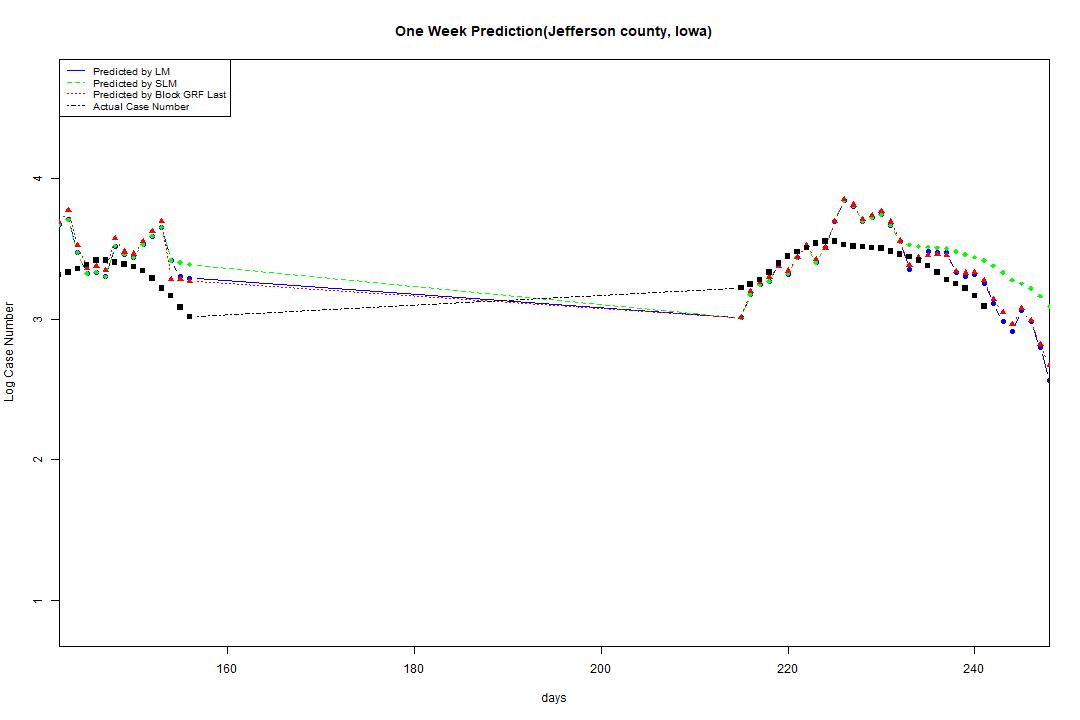 One Week Prediction(Jefferson county, Iowa)
Predicted by LM
Predicted by SLM
Predicted by Block GRF Last
Actual Case Number
4
3
2
1
Log Case Number
160 180 200 220 240
days